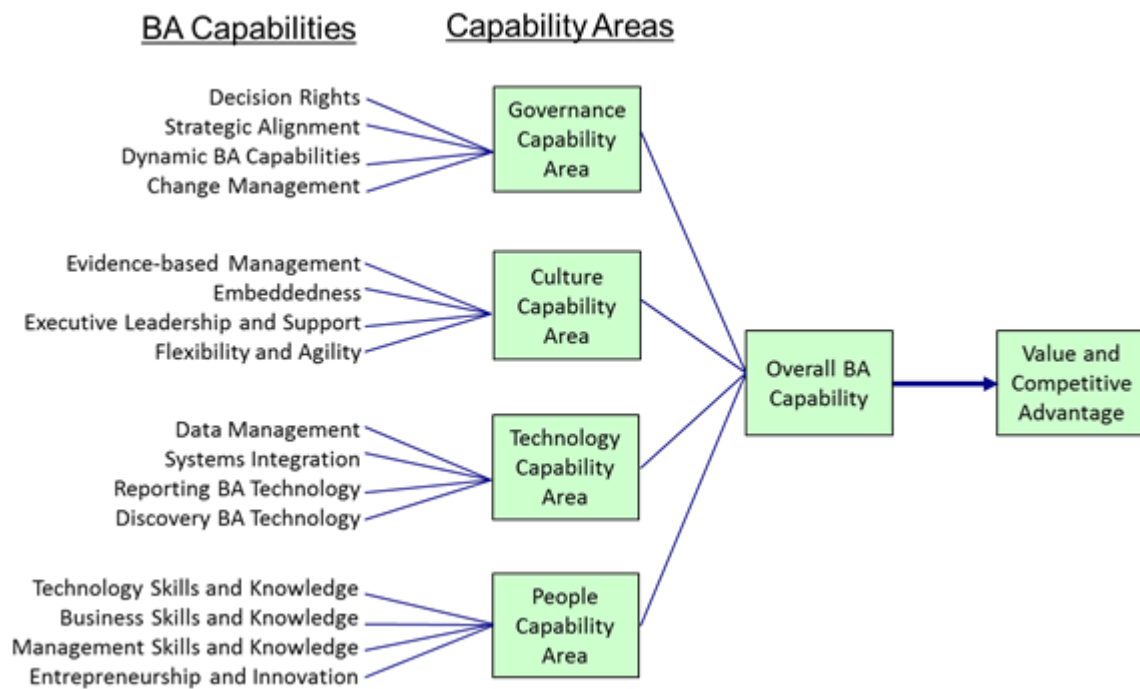 BA Capabilities
Capability Areas
Decision Rights
Strategic Alignment
Dynamic BA Capabilities
Change Management
Governance
Capability
Area
Evidence-based Management
Embeddedness
Executive Leadership and Support
Flexibility and Agility
Culture
Capability
Area
Data Management
Systems Integration
Reporting BA Technology
Discovery BA Technology
Technology
Capability
Area
Technology Skills and Knowledge
Business Skills and Knowledge
Management Skills and Knowledge
Entrepreneurship and Innovation
People
Capability
Area
Overall BA
Capability
Value and
Competitive
Advantage